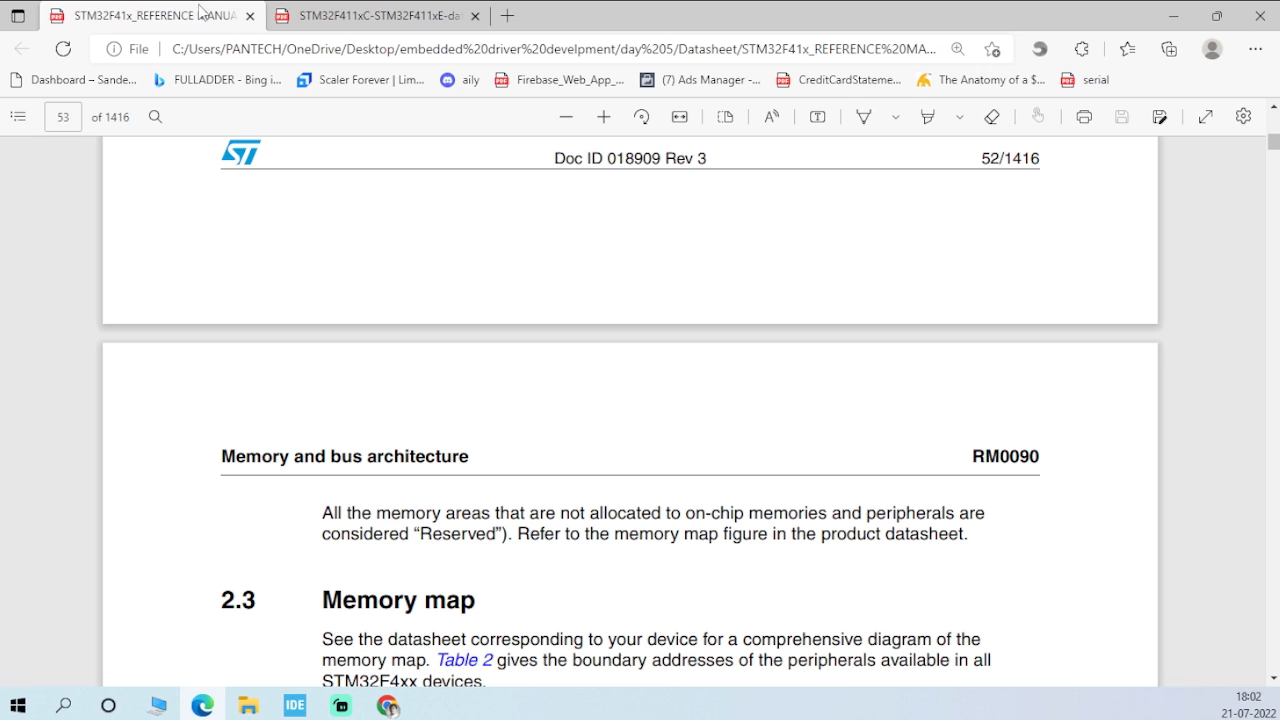 STM32F41x_REFERENCE MANUA
STM32F411xC-STM32F411xE-da
File
C:/Users/PANTECH/OneDrive/Desktop/embedded%20driver%20develpment/day%205/Datasheet/STM32F41x_REFERENCE%20MA...
Dashboard – Sande...
FULLADDER - Bing i...
Scaler Forever | Lim...
aily
Firebase_Web_App_...
(7) Ads Manager -...
CreditCardStateme...
The Anatomy of a $...
serial
53 of 1416
Doc ID 018909 Rev 3
52/1416
Memory and bus architecture
RM0090
All the memory areas that are not allocated to on-chip memories and peripherals are
considered “Reserved”). Refer to the memory map figure in the product datasheet.
2.3 Memory map
See the datasheet corresponding to your device for a comprehensive diagram of the
memory map. Table 2 gives the boundary addresses of the peripherals available in all
STM32F4xx devices.
IDE
18:02
21-07-2022